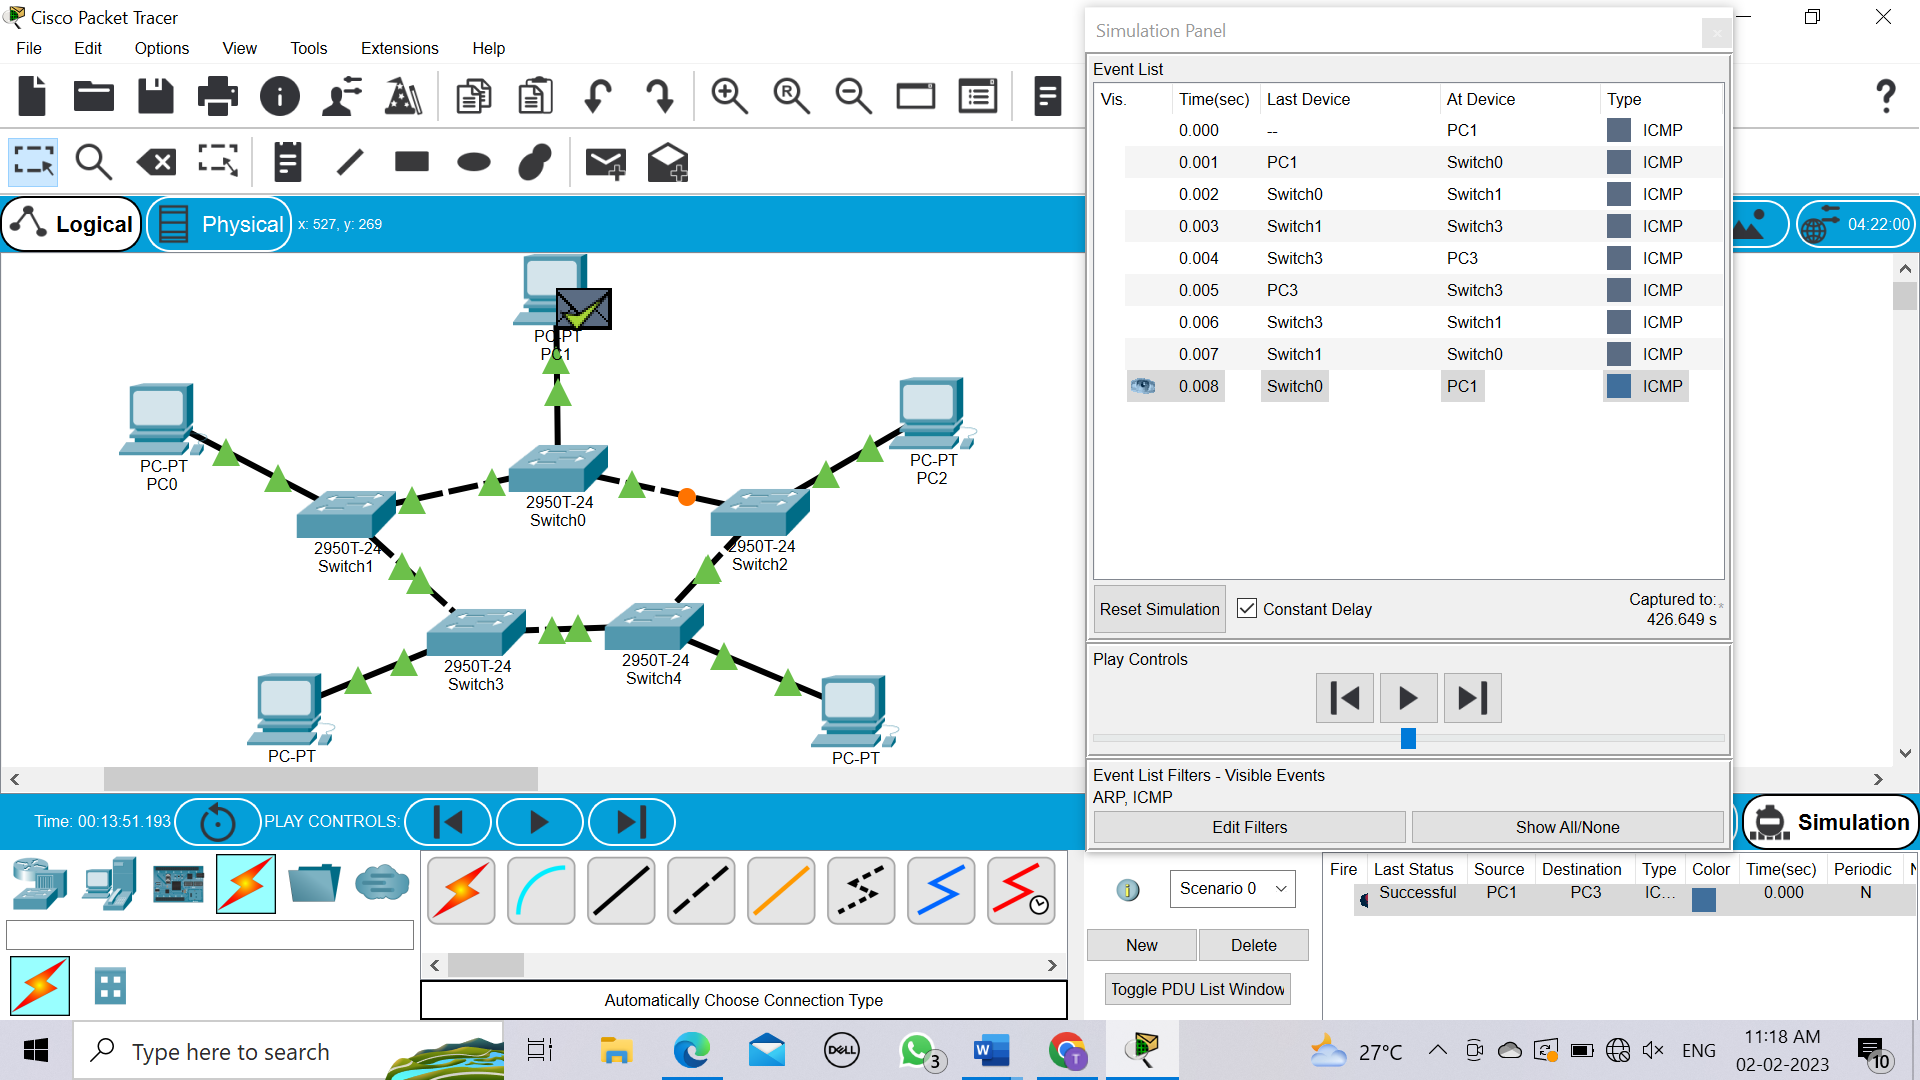 Cisco Packet Tracer
File Edit Options View Tools Extensions Help
Logical
Physical
x: 527, y: 269
04:22:00
PC-PT
PC1
PC-PT
PC0
PC-PT
PC2
2950T-24
Switch0
2950T-24
Switch1
2950T-24
Switch2
2950T-24
Switch3
2950T-24
Switch4
PC-PT
PC-PT
Simulation Panel
Event List
Vis. Time(sec) Last Device At Device Type
0.000 -- PC1 ICMP
0.001 PC1 Switch0 ICMP
0.002 Switch0 Switch1 ICMP
0.003 Switch1 Switch3 ICMP
0.004 Switch3 PC3 ICMP
0.005 PC3 Switch3 ICMP
0.006 Switch3 Switch1 ICMP
0.007 Switch1 Switch0 ICMP
0.008 Switch0 PC1 ICMP
Reset Simulation
Constant Delay
Captured to:
426.649 s
Play Controls
Event List Filters - Visible Events
ARP, ICMP
Edit Filters
Show All/None
Time: 00:13:51.193
PLAY CONTROLS:
Simulation
Automatically Choose Connection Type
Scenario 0
New
Delete
Toggle PDU List Window
Fire Last Status Source Destination Type Color Time(sec) Periodic
Successful PC1 PC3 IC... 0.000 N
Type here to search
DELL
3
W
T
27°C
ENG
11:18 AM
02-02-2023
10